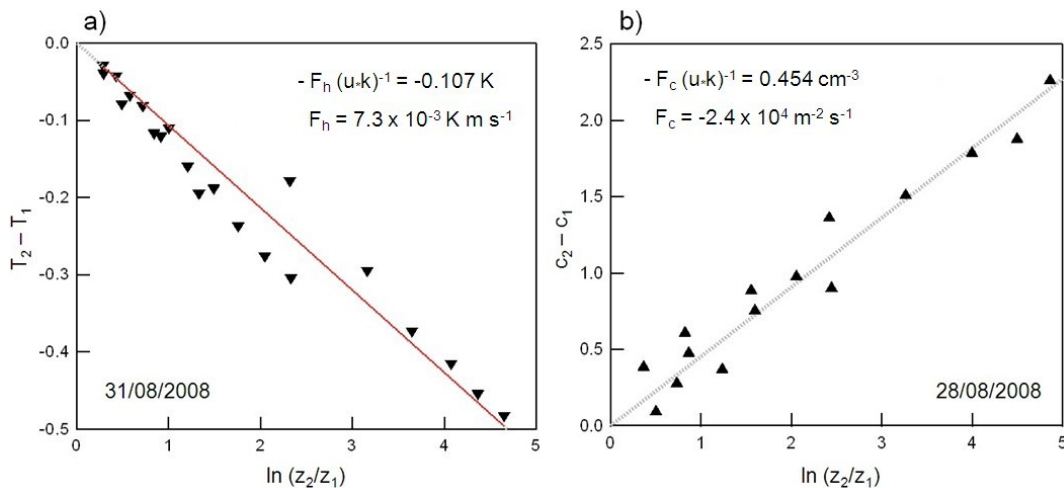 a)
- Fₕ (u*k)⁻¹ = -0.107 K
Fₕ = 7.3 x 10⁻³ K m s⁻¹
0.0
-0.1
-0.2
-0.3
-0.4
-0.5
T₂ – T₁
31/08/2008
0 1 2 3 4 5
ln (z₂/z₁)
b)
- F_c (u*k)⁻¹ = 0.454 cm⁻³
F_c = -2.4 x 10⁴ m⁻² s⁻¹
2.5
2.0
1.5
1.0
0.5
0.0
c₂ – c₁
28/08/2008
0 1 2 3 4 5
ln (z₂/z₁)